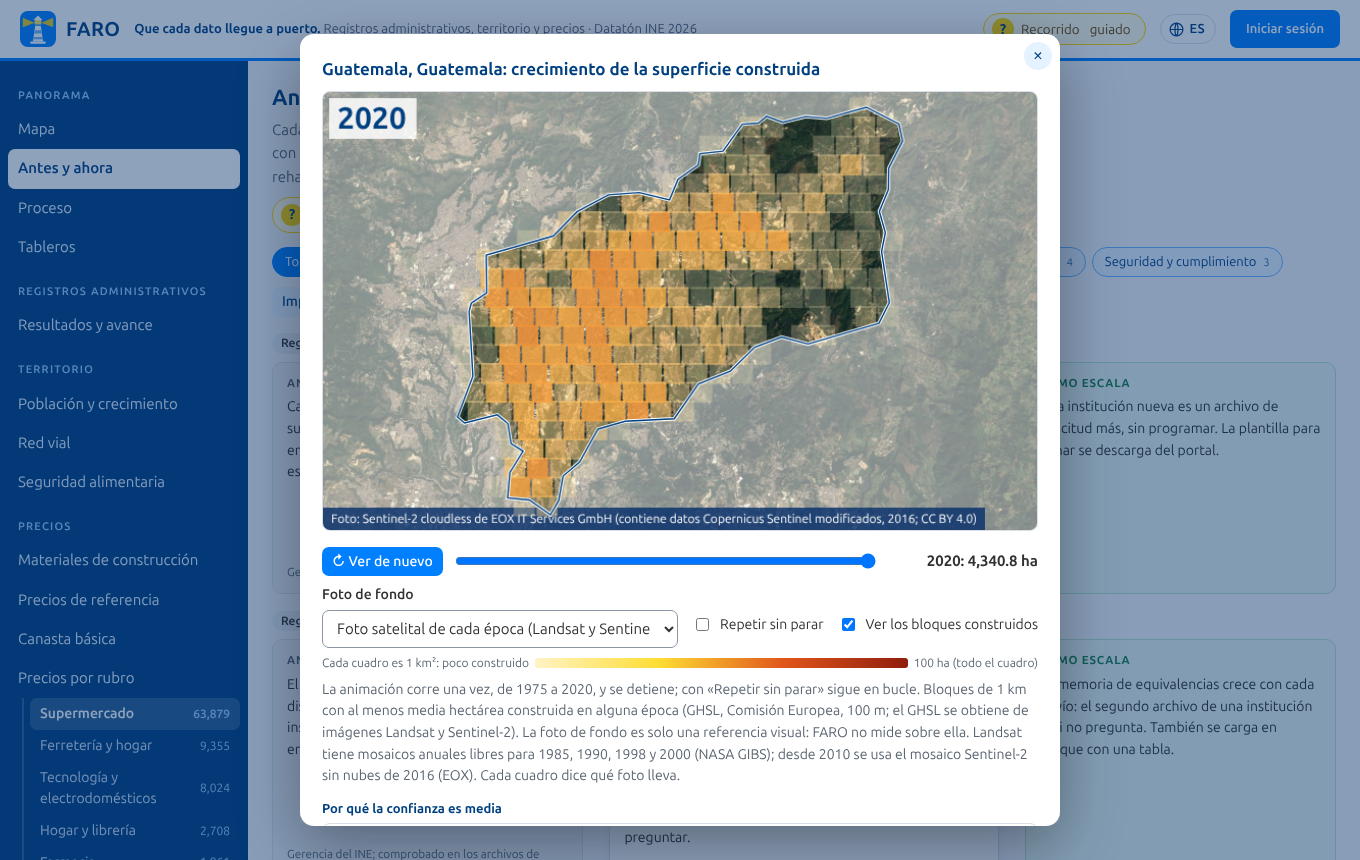 FARO
Que cada dato llegue a puerto. Registros administrativos, territorio y precios · Datatón INE 2026
? Recorrido guiado
ES
Iniciar sesión
PANORAMA
Mapa
Antes y ahora
Proceso
Tableros
REGISTROS ADMINISTRATIVOS
Resultados y avance
TERRITORIO
Población y crecimiento
Red vial
Seguridad alimentaria
PRECIOS
Materiales de construcción
Precios de referencia
Canasta básica
Precios por rubro
Supermercado 63,879
Ferretería y hogar 9,355
Tecnología y
electrodomésticos 8,024
Hogar y librería 2,708
4
Seguridad y cumplimiento 3
Guatemala, Guatemala: crecimiento de la superficie construida
×
2020
Foto: Sentinel-2 cloudless de EOX IT Services GmbH (contiene datos Copernicus Sentinel modificados, 2016; CC BY 4.0)
↻ Ver de nuevo
2020: 4,340.8 ha
Foto de fondo
Foto satelital de cada época (Landsat y Sentine
Repetir sin parar
Ver los bloques construidos
Cada cuadro es 1 km²: poco construido
100 ha (todo el cuadro)
La animación corre una vez, de 1975 a 2020, y se detiene; con «Repetir sin parar» sigue en bucle. Bloques de 1 km
con al menos media hectárea construida en alguna época (GHSL, Comisión Europea, 100 m; el GHSL se obtiene de
imágenes Landsat y Sentinel-2). La foto de fondo es solo una referencia visual: FARO no mide sobre ella. Landsat
tiene mosaicos anuales libres para 1985, 1990, 1998 y 2000 (NASA GIBS); desde 2010 se usa el mosaico Sentinel-2
sin nubes de 2016 (EOX). Cada cuadro dice qué foto lleva.
Por qué la confianza es media
ESCALA
institución nueva es un archivo de
más, sin programar. La plantilla para
se descarga del portal.
ESCALA
memoria de equivalencias crece con cada
el segundo archivo de una institución
no pregunta. También se carga en
que con una tabla.
preguntar.
Gerencia del INE; comprobado en los archivos de